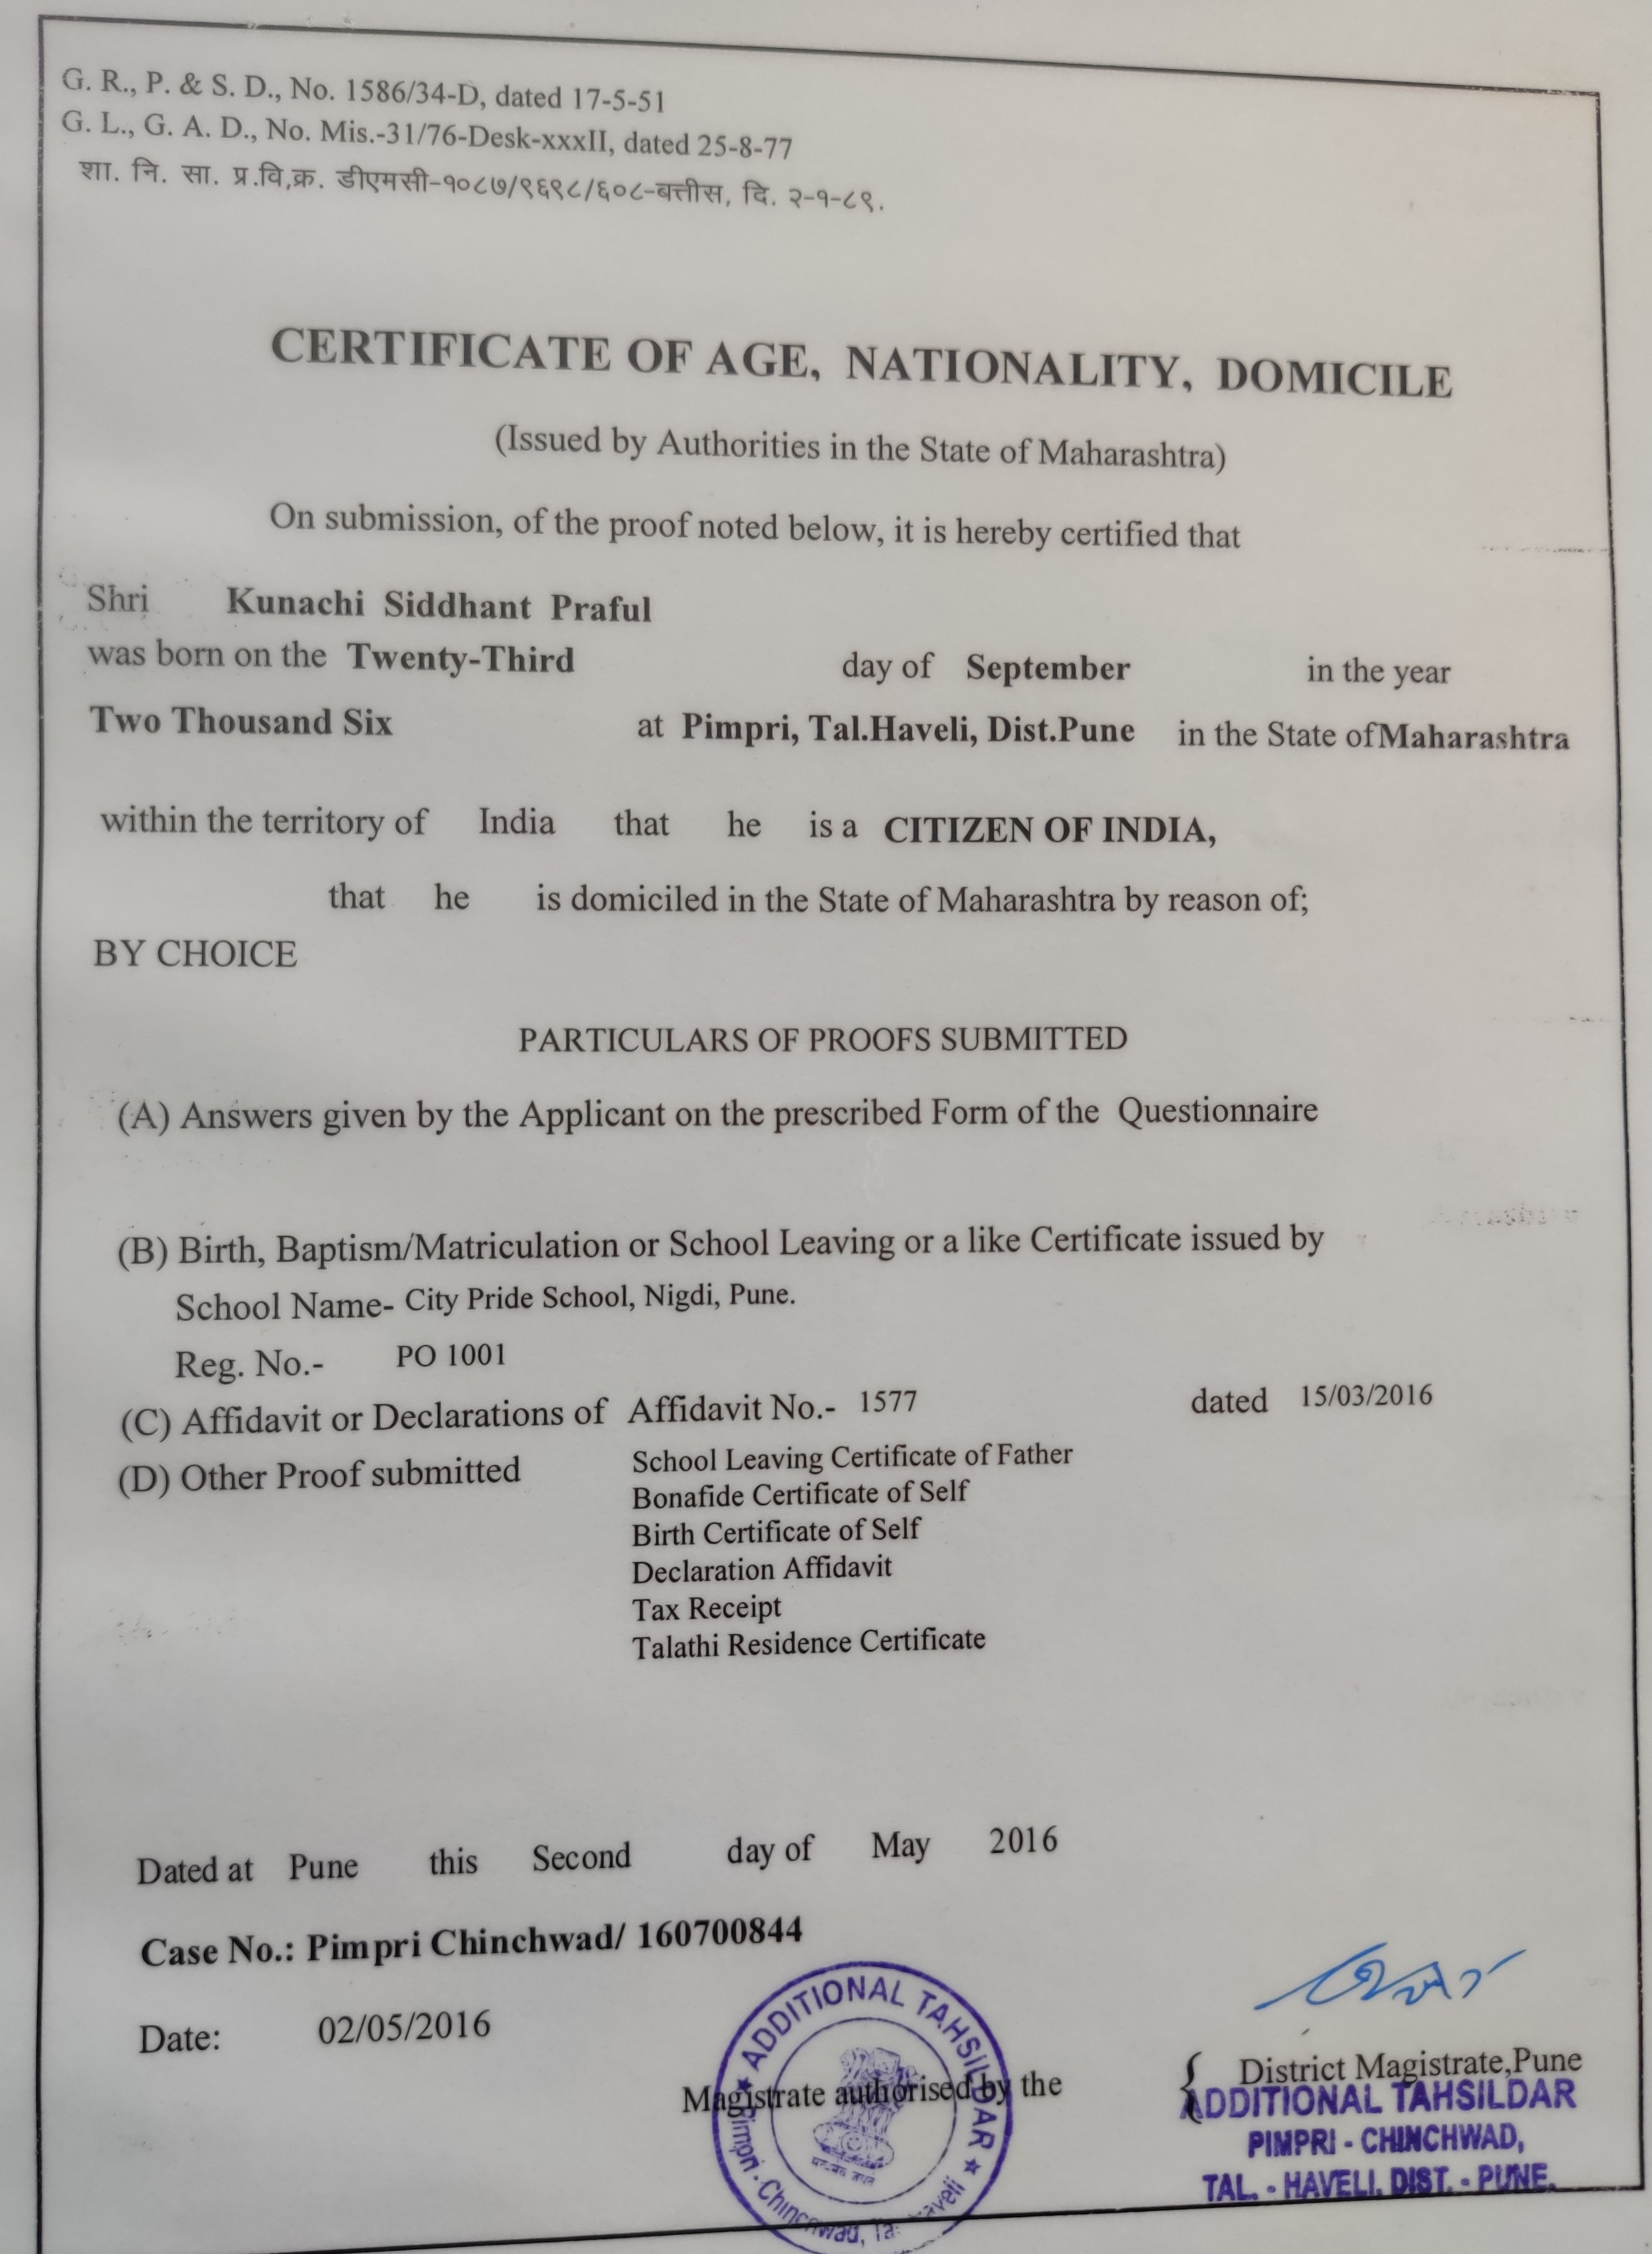 G. R., P. & S. D., No. 1586/34-D, dated 17-5-51
G. L., G. A. D., No. Mis.-31/76-Desk-xxxII, dated 25-8-77
शा. नि. सा. प्र.वि,क्र. डीएमसी-१०८७/९६९८/६०८-बत्तीस, दि. २-१-८९.
CERTIFICATE OF AGE, NATIONALITY, DOMICILE
(Issued by Authorities in the State of Maharashtra)
On submission, of the proof noted below, it is hereby certified that
Shri Kunachi Siddhant Praful
was born on the Twenty-Third day of September in the year
Two Thousand Six at Pimpri, Tal.Haveli, Dist.Pune in the State of Maharashtra
within the territory of India that he is a CITIZEN OF INDIA,
that he is domiciled in the State of Maharashtra by reason of;
BY CHOICE
PARTICULARS OF PROOFS SUBMITTED
(A) Answers given by the Applicant on the prescribed Form of the Questionnaire
(B) Birth, Baptism/Matriculation or School Leaving or a like Certificate issued by
School Name- City Pride School, Nigdi, Pune.
Reg. No.- PO 1001
(C) Affidavit or Declarations of Affidavit No.- 1577 dated 15/03/2016
(D) Other Proof submitted School Leaving Certificate of Father
Bonafide Certificate of Self
Birth Certificate of Self
Declaration Affidavit
Tax Receipt
Talathi Residence Certificate
Dated at Pune this Second day of May 2016
Case No.: Pimpri Chinchwad/ 160700844
Date: 02/05/2016
ADDITIONAL TAHSILDAR
Pimpri - Chinchwad,
Magistrate authorised by the { District Magistrate,Pune
ADDITIONAL TAHSILDAR
PIMPRI - CHINCHWAD,
TAL. - HAVELI, DIST. - PUNE.